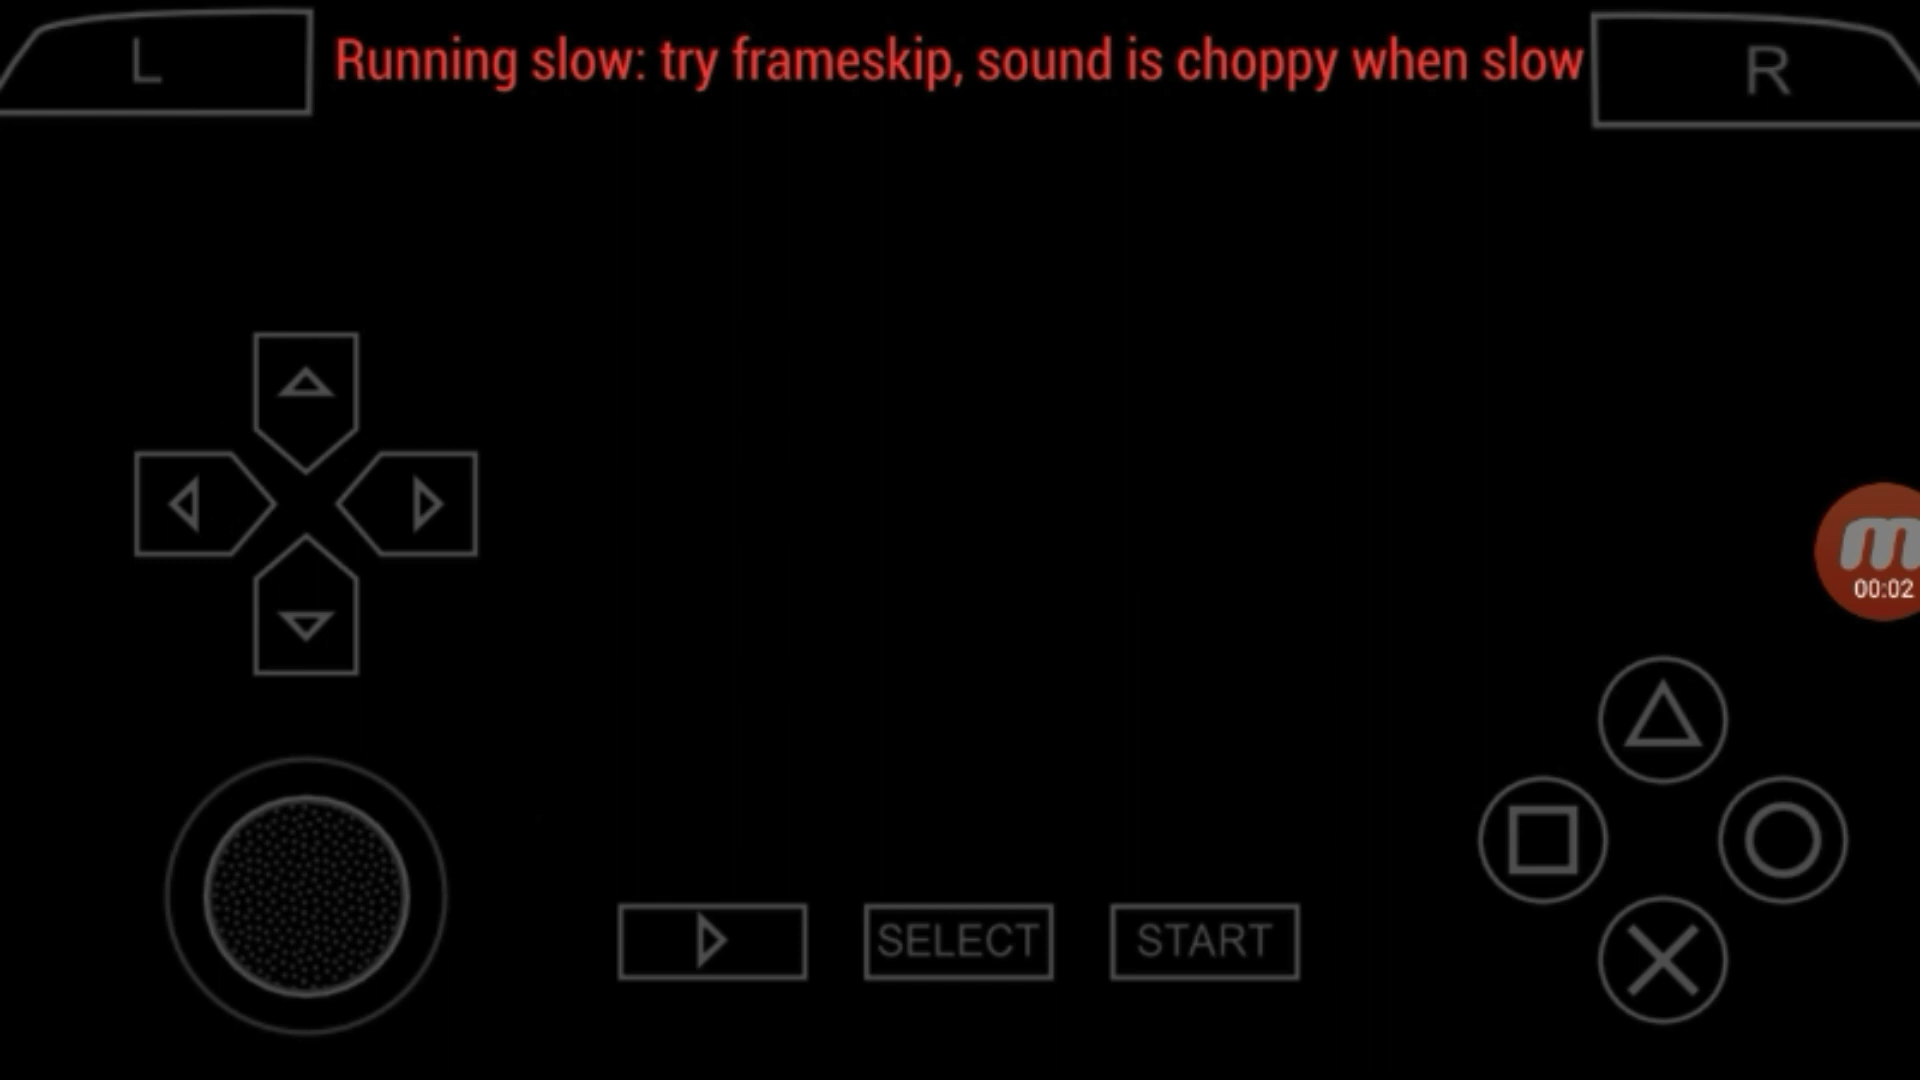 L
Running slow: try frameskip, sound is choppy when slow
R
m
00:02
SELECT
START